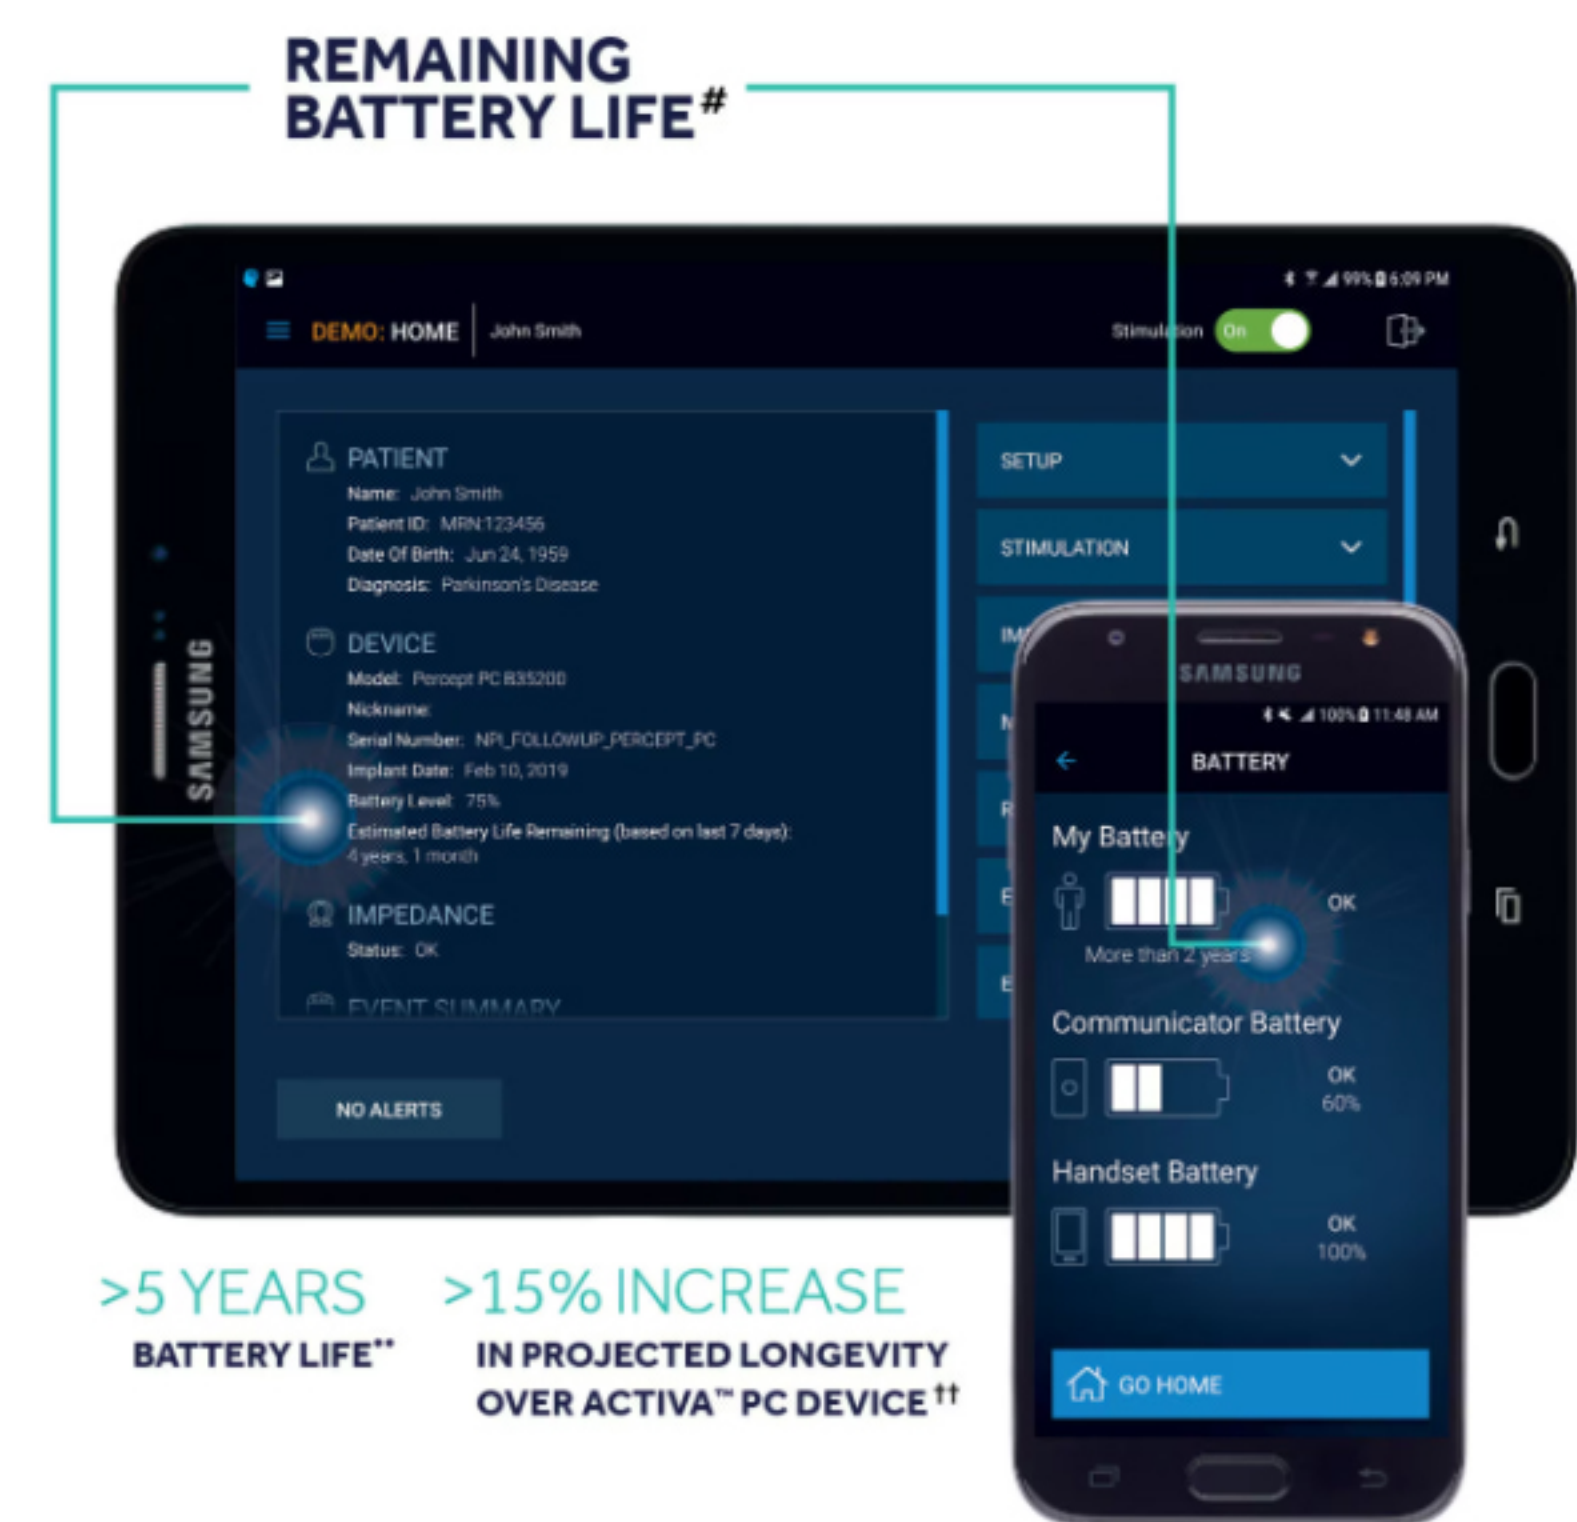 REMAINING
BATTERY LIFE#
99% 6:09 PM
DEMO: HOME John Smith
Stimulation On
PATIENT
Name: John Smith
Patient ID: MRN:123456
Date Of Birth: Jun 24, 1959
Diagnosis: Parkinson's Disease
DEVICE
Model: Percept PC B35200
Nickname:
Serial Number: NPI_FOLLOWUP_PERCEPT_PC
Implant Date: Feb 10, 2019
Battery Level: 75%
Estimated Battery Life Remaining (based on last 7 days):
4 years, 1 month
IMPEDANCE
Status: OK
EVENT SUMMARY
NO ALERTS
SETUP
STIMULATION
IM
M
R
E
E
SAMSUNG
SAMSUNG
100% 11:48 AM
BATTERY
My Battery
OK
More than 2 years
Communicator Battery
OK
60%
Handset Battery
OK
100%
GO HOME
>5 YEARS
BATTERY LIFE**
>15% INCREASE
IN PROJECTED LONGEVITY
OVER ACTIVA™ PC DEVICE††